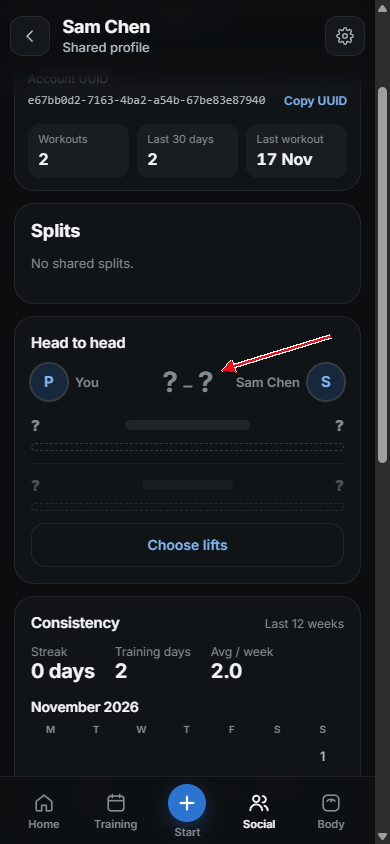 Sam Chen
Shared profile
Account UUID
e67bb0d2-7163-4ba2-a54b-67be83e87940 Copy UUID
Workouts Last 30 days Last workout
2 2 17 Nov
Splits
No shared splits.
Head to head
P You ? – ? Sam Chen S
? ?
? ?
Choose lifts
Consistency Last 12 weeks
Streak Training days Avg / week
0 days 2 2.0
November 2026
M T W T F S S
1
Home Training Start Social Body